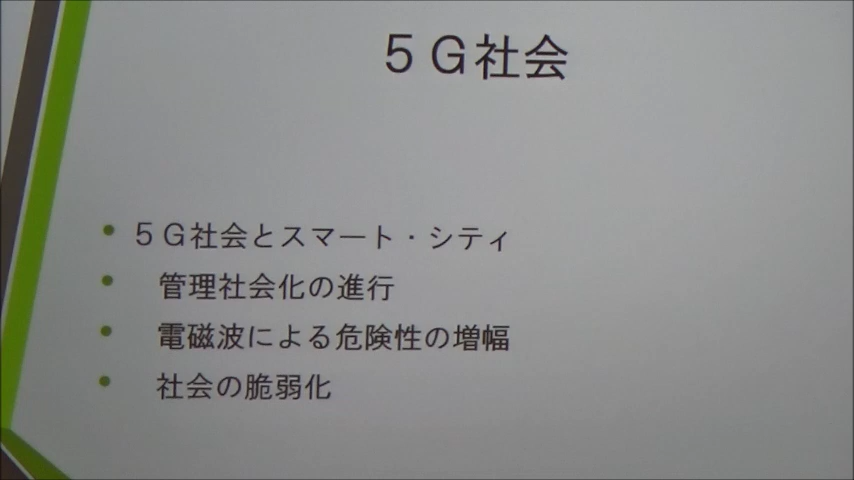 ５Ｇ社会
• ５Ｇ社会とスマート・シティ
• 管理社会化の進行
• 電磁波による危険性の増幅
• 社会の脆弱化